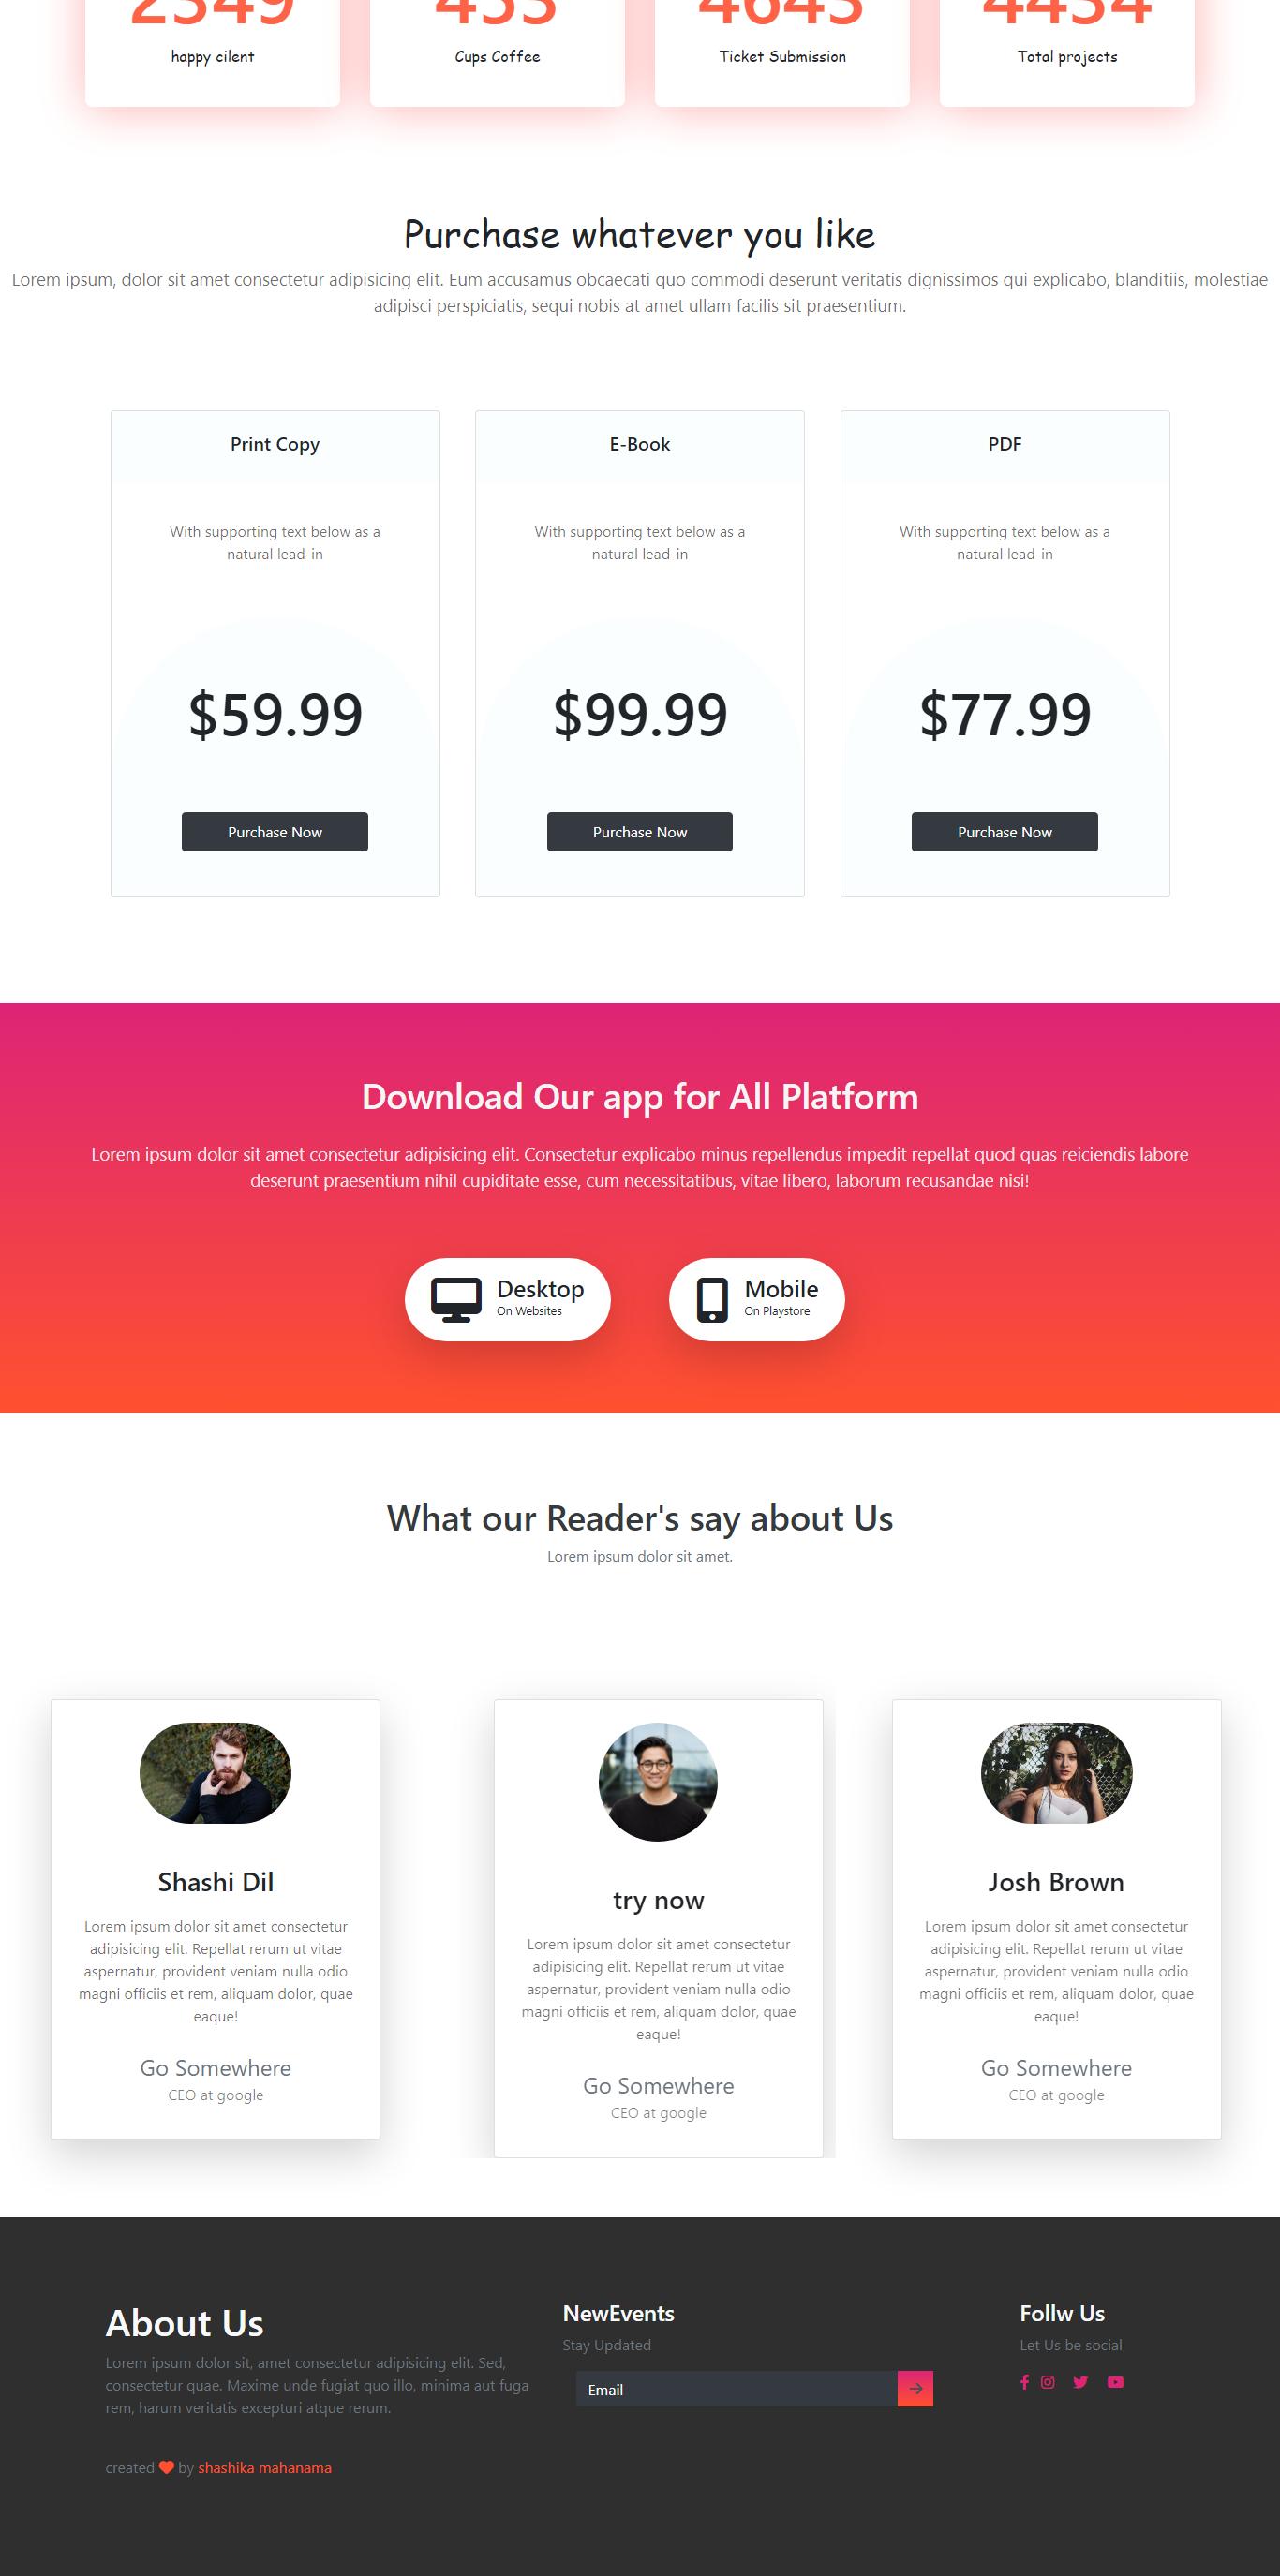 2549 455 4645 4454
happy cilent Cups Coffee Ticket Submission Total projects
Purchase whatever you like
Lorem ipsum, dolor sit amet consectetur adipisicing elit. Eum accusamus obcaecati quo commodi deserunt veritatis dignissimos qui explicabo, blanditiis, molestiae
adipisci perspiciatis, sequi nobis at amet ullam facilis sit praesentium.
Print Copy
With supporting text below as a
natural lead-in
$59.99
Purchase Now
E-Book
With supporting text below as a
natural lead-in
$99.99
Purchase Now
PDF
With supporting text below as a
natural lead-in
$77.99
Purchase Now
Download Our app for All Platform
Lorem ipsum dolor sit amet consectetur adipisicing elit. Consectetur explicabo minus repellendus impedit repellat quod quas reiciendis labore
deserunt praesentium nihil cupiditate esse, cum necessitatibus, vitae libero, laborum recusandae nisi!
Desktop
On Websites
Mobile
On Playstore
What our Reader's say about Us
Lorem ipsum dolor sit amet.
Shashi Dil
Lorem ipsum dolor sit amet consectetur
adipisicing elit. Repellat rerum ut vitae
aspernatur, provident veniam nulla odio
magni officiis et rem, aliquam dolor, quae
eaque!
Go Somewhere
CEO at google
try now
Lorem ipsum dolor sit amet consectetur
adipisicing elit. Repellat rerum ut vitae
aspernatur, provident veniam nulla odio
magni officiis et rem, aliquam dolor, quae
eaque!
Go Somewhere
CEO at google
Josh Brown
Lorem ipsum dolor sit amet consectetur
adipisicing elit. Repellat rerum ut vitae
aspernatur, provident veniam nulla odio
magni officiis et rem, aliquam dolor, quae
eaque!
Go Somewhere
CEO at google
About Us
Lorem ipsum dolor sit, amet consectetur adipisicing elit. Sed,
consectetur quae. Maxime unde fugiat quo illo, minima aut fuga
rem, harum veritatis excepturi atque rerum.
created by shashika mahanama
NewEvents
Stay Updated
Email
Follw Us
Let Us be social